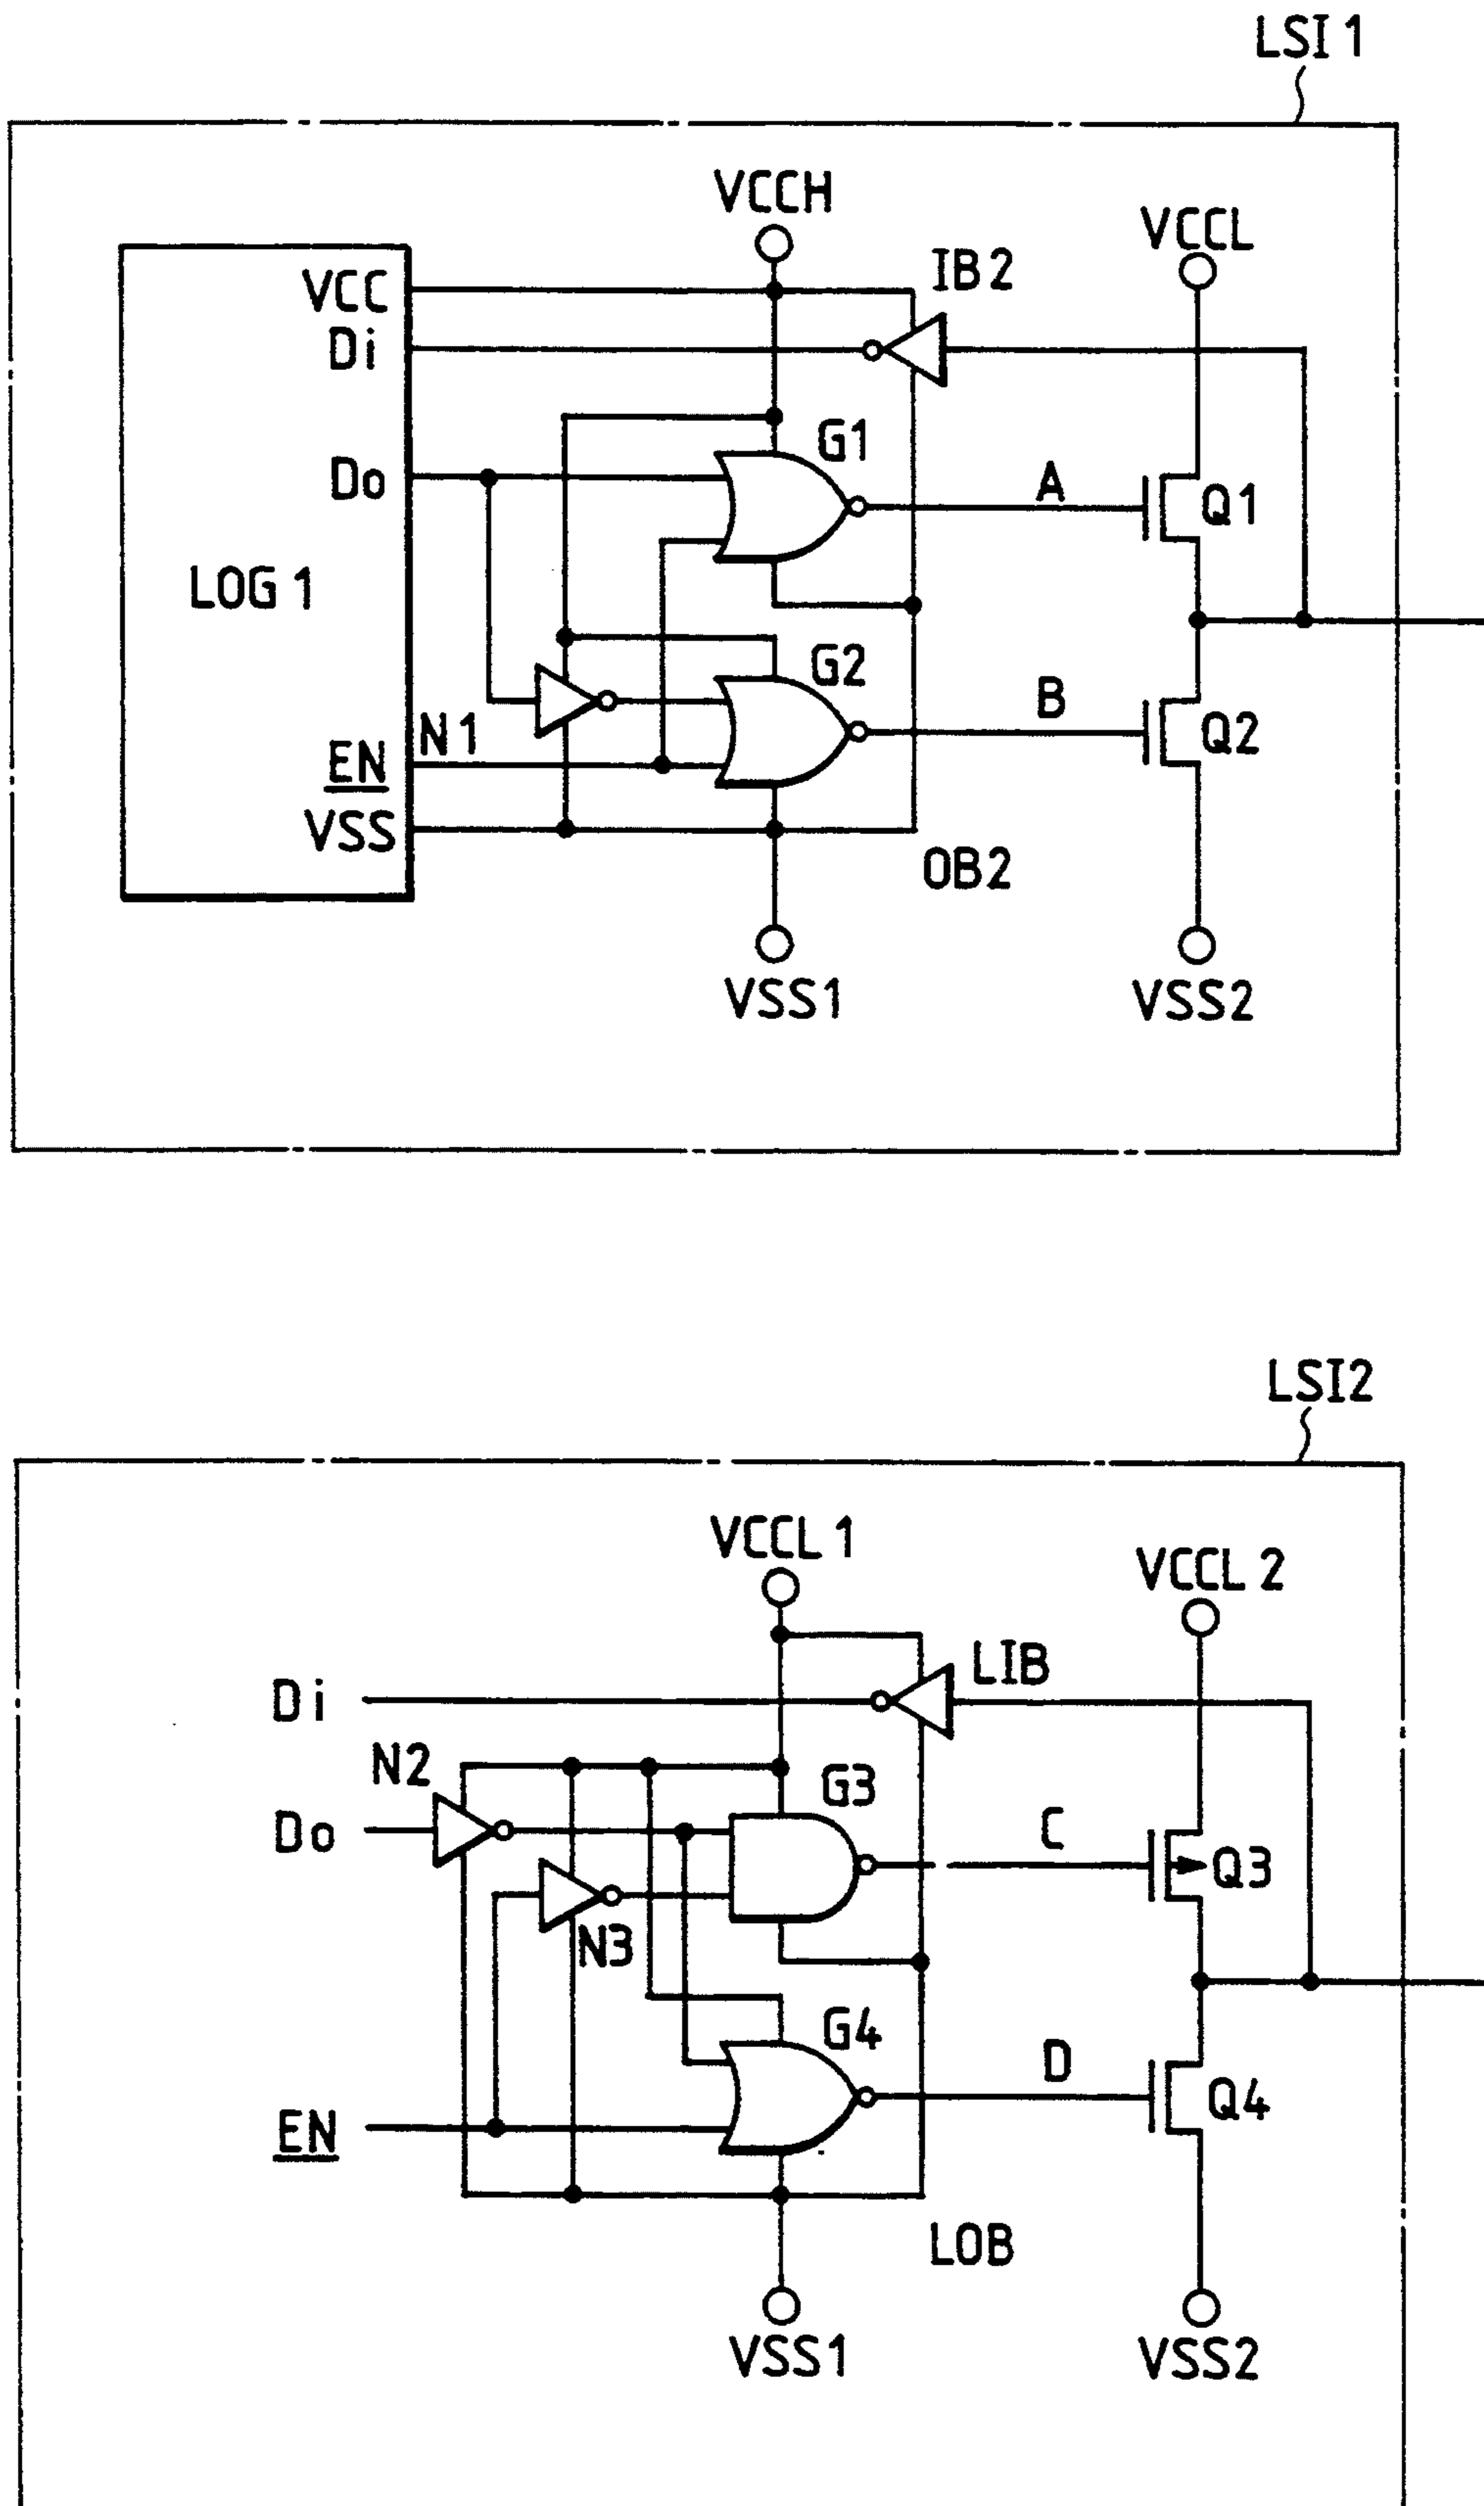 LSI 1
VCCH
VCCL
VCC
IB2
Di
G1
Do
A
Q1
LOG 1
G2
B
Q2
N1
EN
VSS
OB2
VSS1
VSS2
LSI2
VCCL 1
VCCL 2
LIB
Di
N2
G3
Do
C
Q3
N3
G4
D
Q4
EN
LOB
VSS1
VSS2